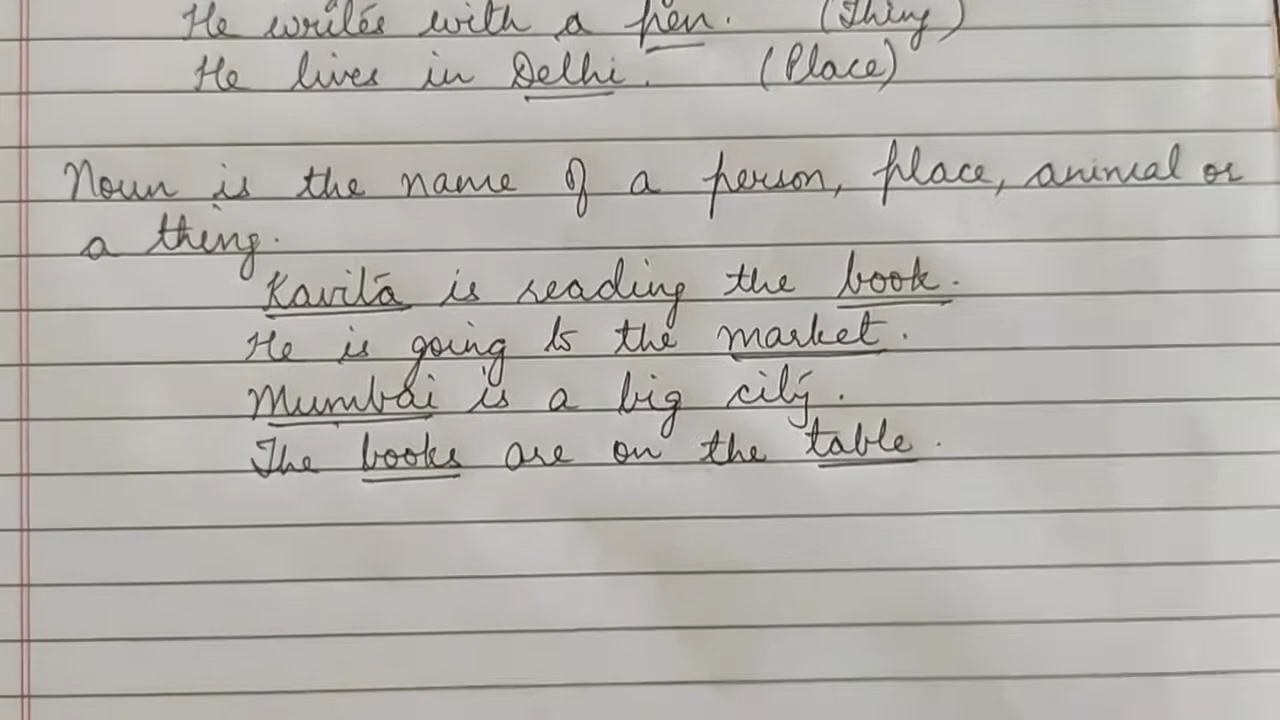 He writes with a pen. (Thing)
He lives in Delhi. (Place)
Noun is the name of a person, place, animal or
a thing.
Kavita is reading the book.
He is going to the market.
Mumbai is a big city.
The books are on the table.